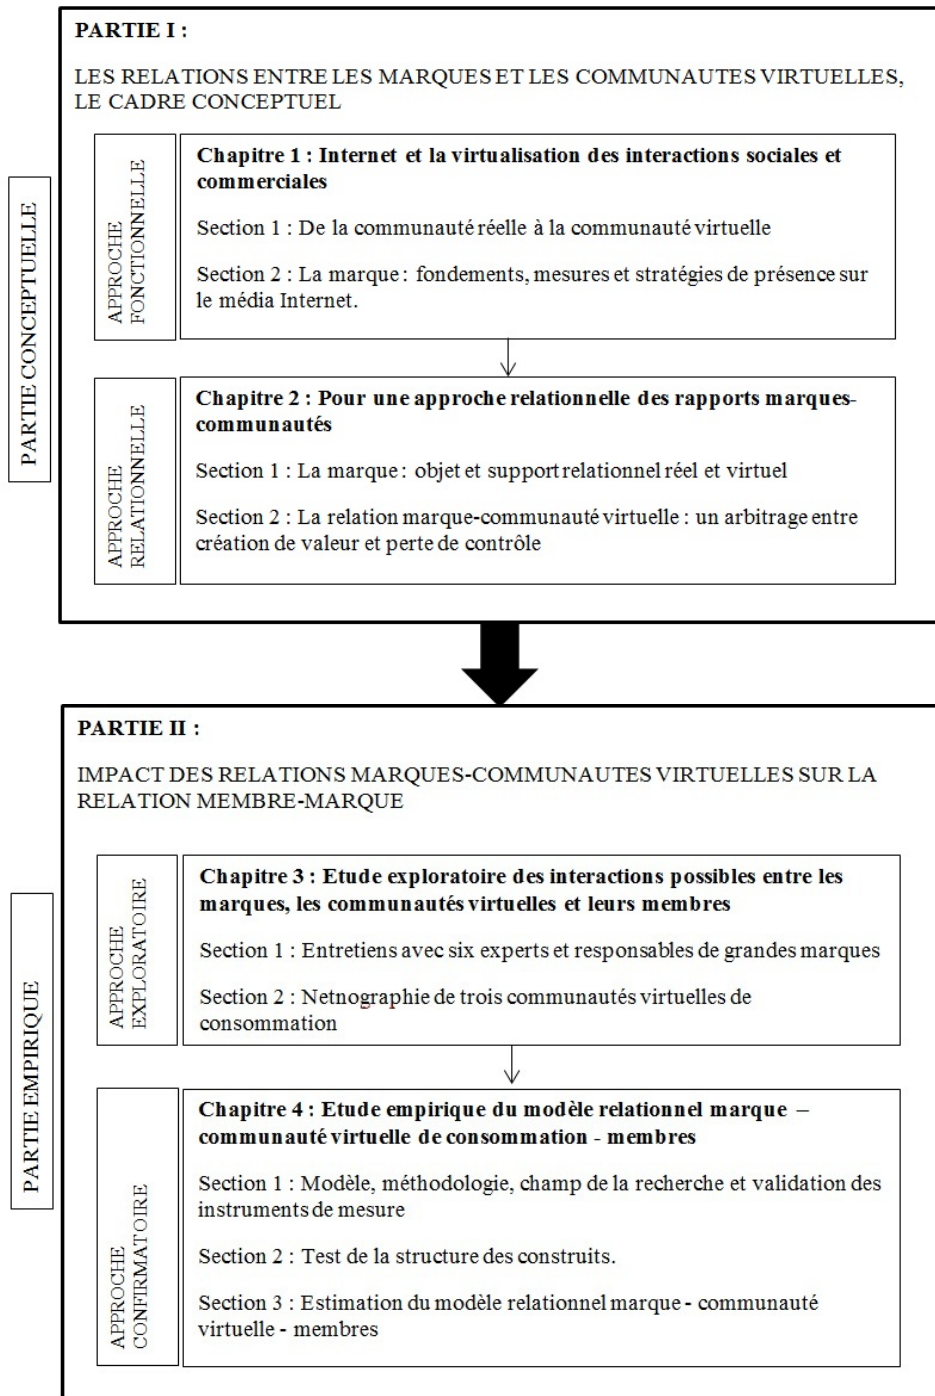 PARTIE I :
LES RELATIONS ENTRE LES MARQUES ET LES COMMUNAUTES VIRTUELLES,
LE CADRE CONCEPTUEL
PARTIE CONCEPTUELLE
APPROCHE
FONCTIONNELLE
Chapitre 1 : Internet et la virtualisation des interactions sociales et
commerciales
Section 1 : De la communauté réelle à la communauté virtuelle
Section 2 : La marque : fondements, mesures et stratégies de présence sur
le média Internet.
APPROCHE
RELATIONNELLE
Chapitre 2 : Pour une approche relationnelle des rapports marques-
communautés
Section 1 : La marque : objet et support relationnel réel et virtuel
Section 2 : La relation marque-communauté virtuelle : un arbitrage entre
création de valeur et perte de contrôle
PARTIE II :
IMPACT DES RELATIONS MARQUES-COMMUNAUTES VIRTUELLES SUR LA
RELATION MEMBRE-MARQUE
PARTIE EMPIRIQUE
APPROCHE
EXPLORATOIRE
Chapitre 3 : Etude exploratoire des interactions possibles entre les
marques, les communautés virtuelles et leurs membres
Section 1 : Entretiens avec six experts et responsables de grandes marques
Section 2 : Netnographie de trois communautés virtuelles de
consommation
APPROCHE
CONFIRMATOIRE
Chapitre 4 : Etude empirique du modèle relationnel marque –
communauté virtuelle de consommation - membres
Section 1 : Modèle, méthodologie, champ de la recherche et validation des
instruments de mesure
Section 2 : Test de la structure des construits.
Section 3 : Estimation du modèle relationnel marque - communauté
virtuelle - membres